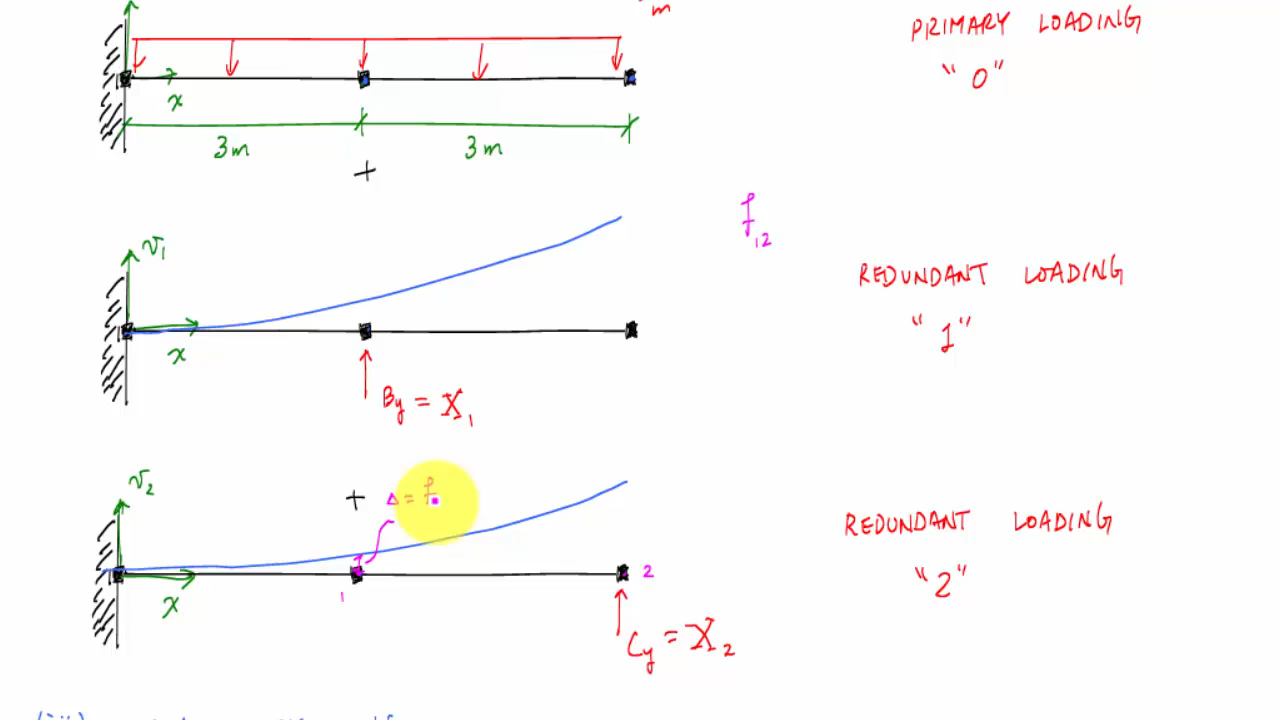 m
PRIMARY LOADING
"0"
x
3m 3m
+
f₁₂
v₁
REDUNDANT LOADING
"1"
x
By = X₁
v₂
+
Δ = f
REDUNDANT LOADING
"2"
1
2
x
Cy = X₂